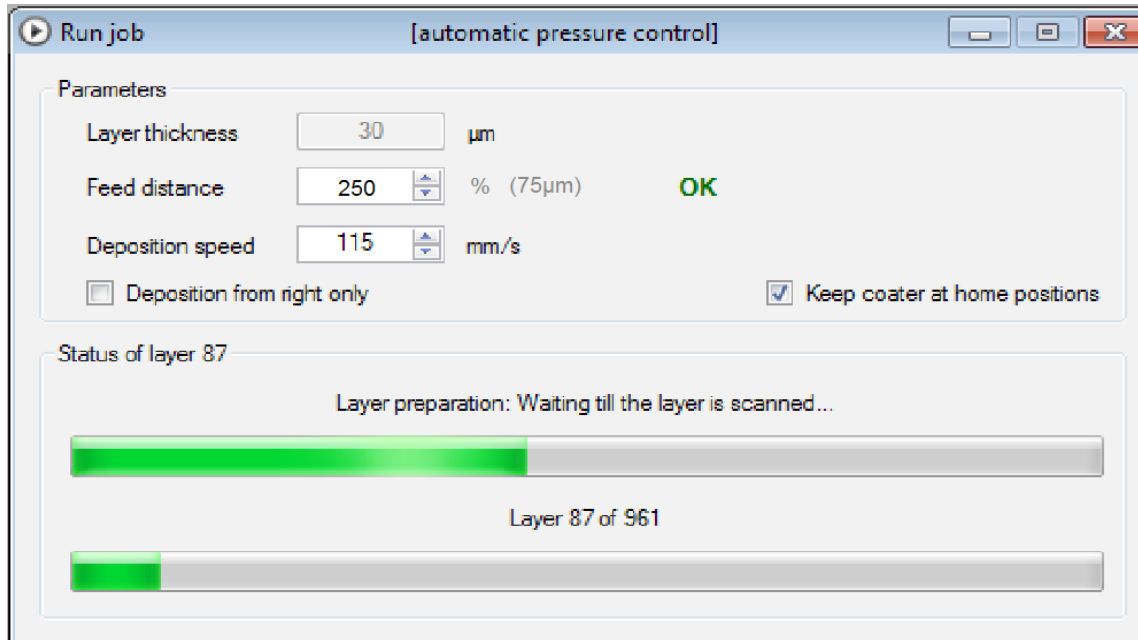 Run job [automatic pressure control]
Parameters
Layer thickness 30 µm
Feed distance 250 % (75µm) OK
Deposition speed 115 mm/s
Deposition from right only Keep coater at home positions
Status of layer 87
Layer preparation: Waiting till the layer is scanned...
Layer 87 of 961